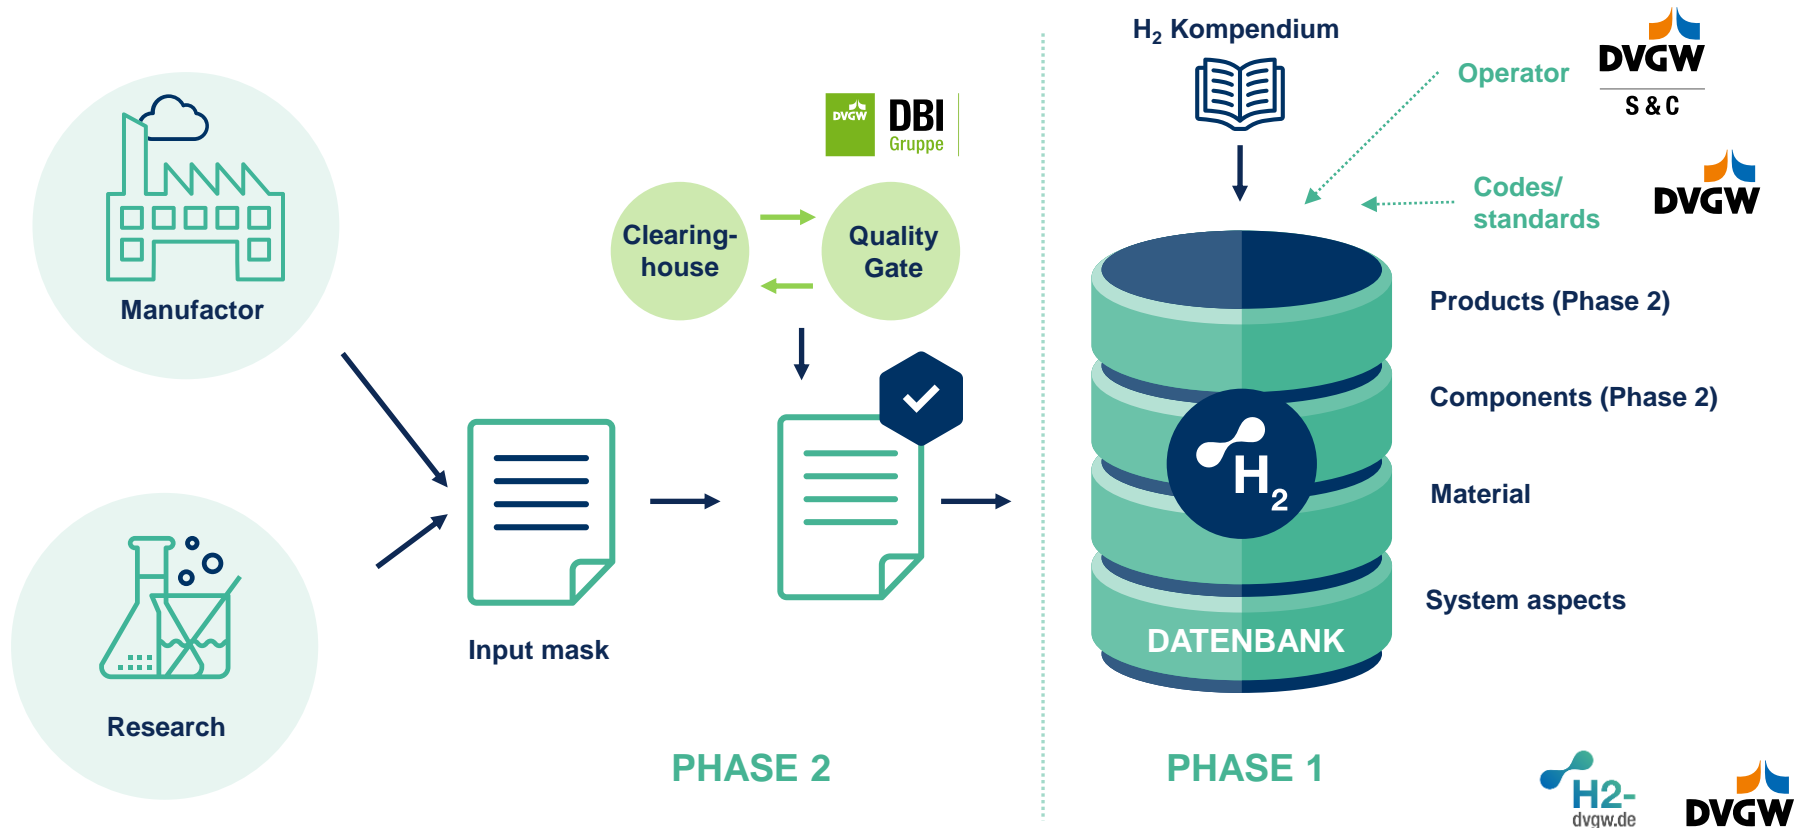 H₂ Kompendium
Operator
DVGW
S & C
DVGW
DBI
Gruppe
Codes/
standards
DVGW
Clearing-
house
Quality
Gate
Manufactor
Products (Phase 2)
Components (Phase 2)
H₂
Material
System aspects
DATENBANK
Input mask
Research
PHASE 2
PHASE 1
H2-
dvgw.de
DVGW